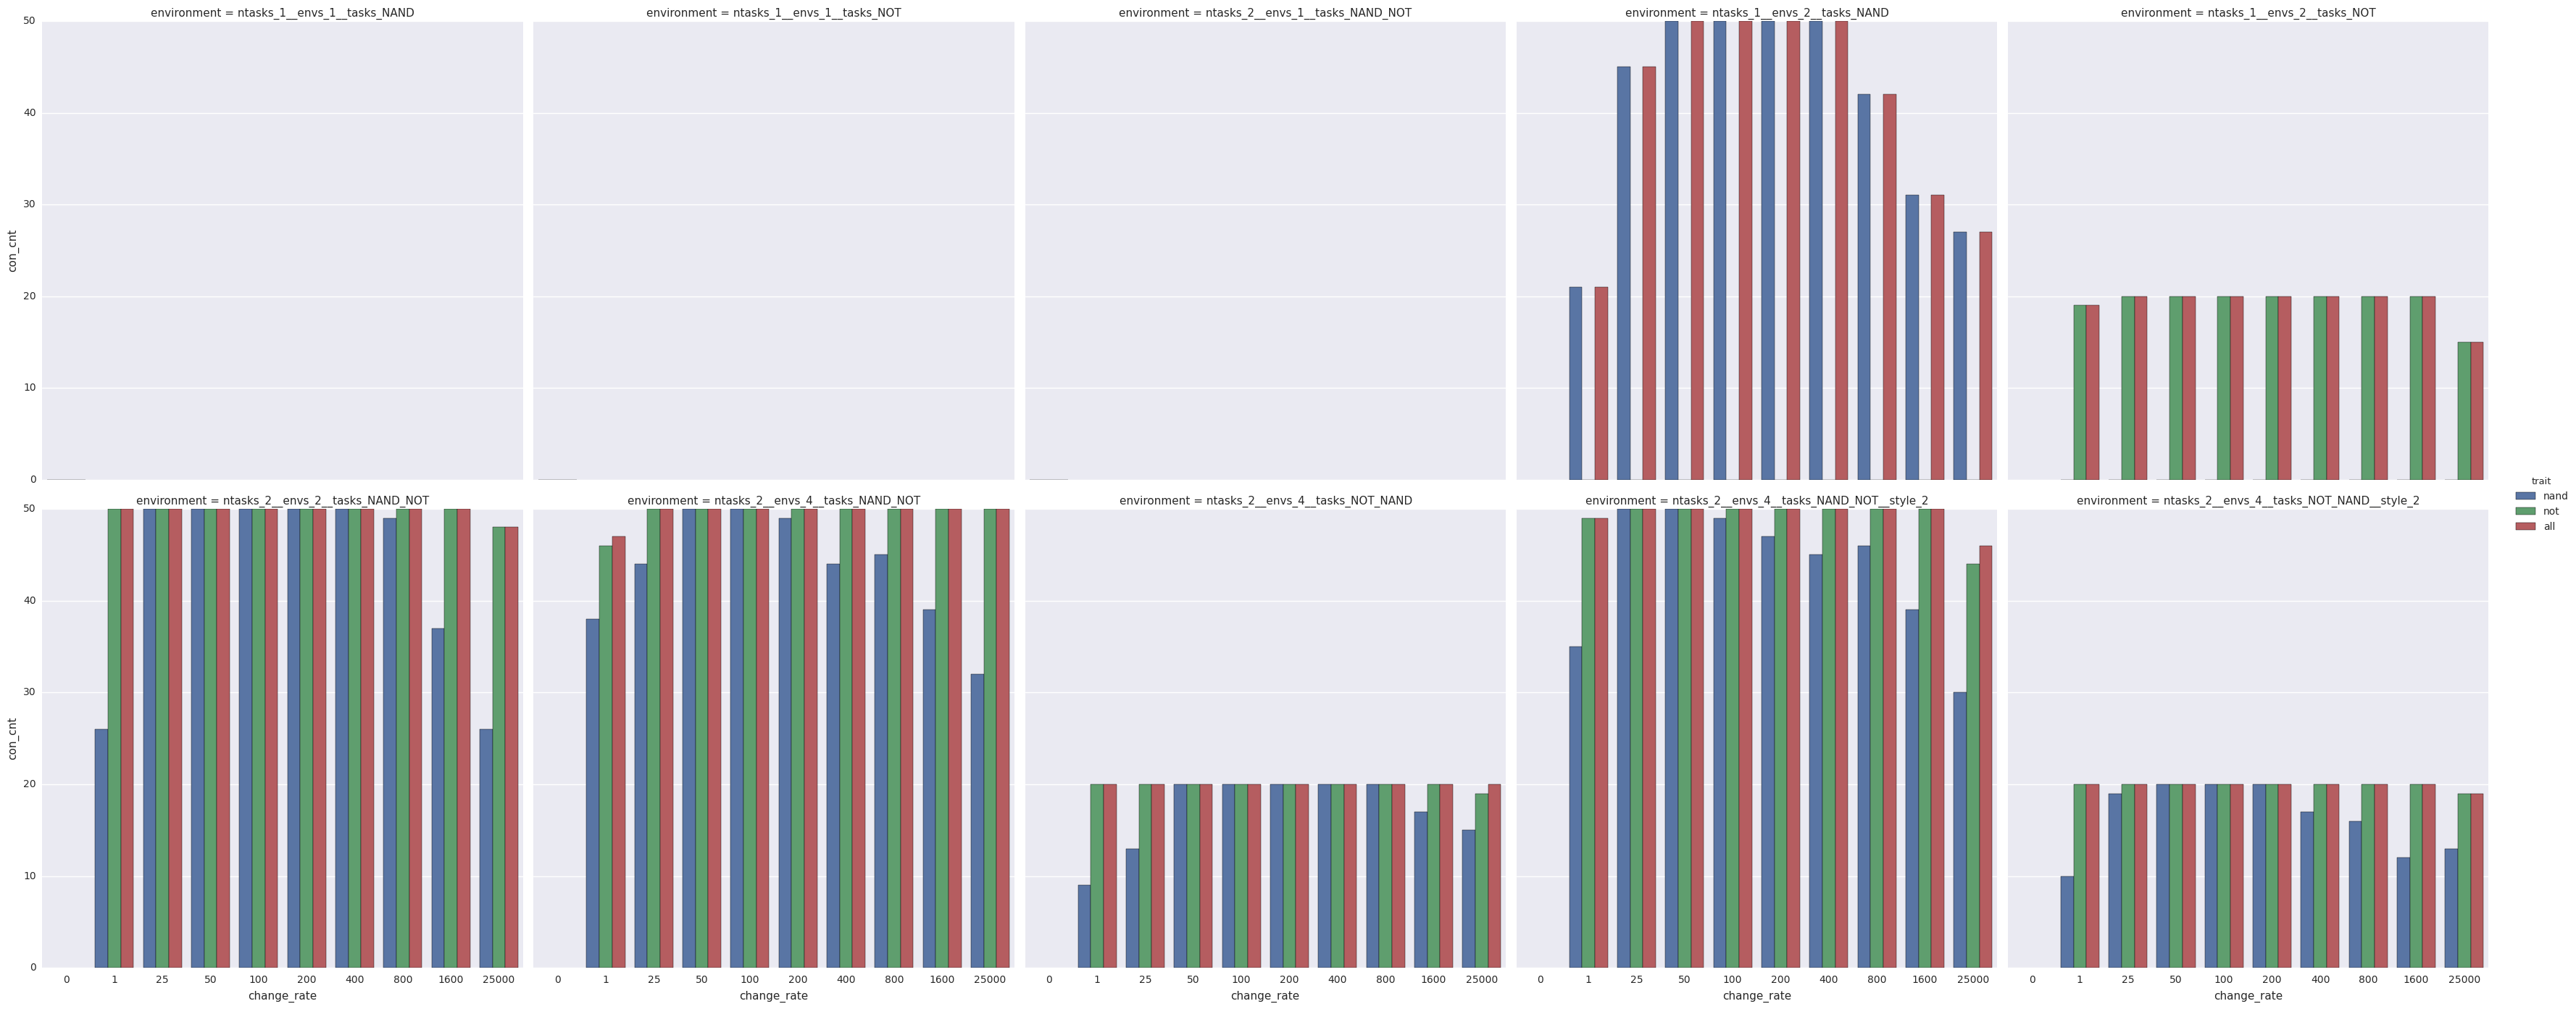 environment = ntasks_1__envs_1__tasks_NAND
environment = ntasks_1__envs_1__tasks_NOT
environment = ntasks_2__envs_1__tasks_NAND_NOT
environment = ntasks_1__envs_2__tasks_NAND
environment = ntasks_1__envs_2__tasks_NOT
50
40
30
20
10
0
con_cnt
environment = ntasks_2__envs_2__tasks_NAND_NOT
environment = ntasks_2__envs_4__tasks_NAND_NOT
environment = ntasks_2__envs_4__tasks_NOT_NAND
environment = ntasks_2__envs_4__tasks_NAND_NOT__style_2
environment = ntasks_2__envs_4__tasks_NOT_NAND__style_2
50
40
30
20
10
0
con_cnt
0 1 25 50 100 200 400 800 1600 25000
change_rate
0 1 25 50 100 200 400 800 1600 25000
change_rate
0 1 25 50 100 200 400 800 1600 25000
change_rate
0 1 25 50 100 200 400 800 1600 25000
change_rate
0 1 25 50 100 200 400 800 1600 25000
change_rate
trait
nand
not
all